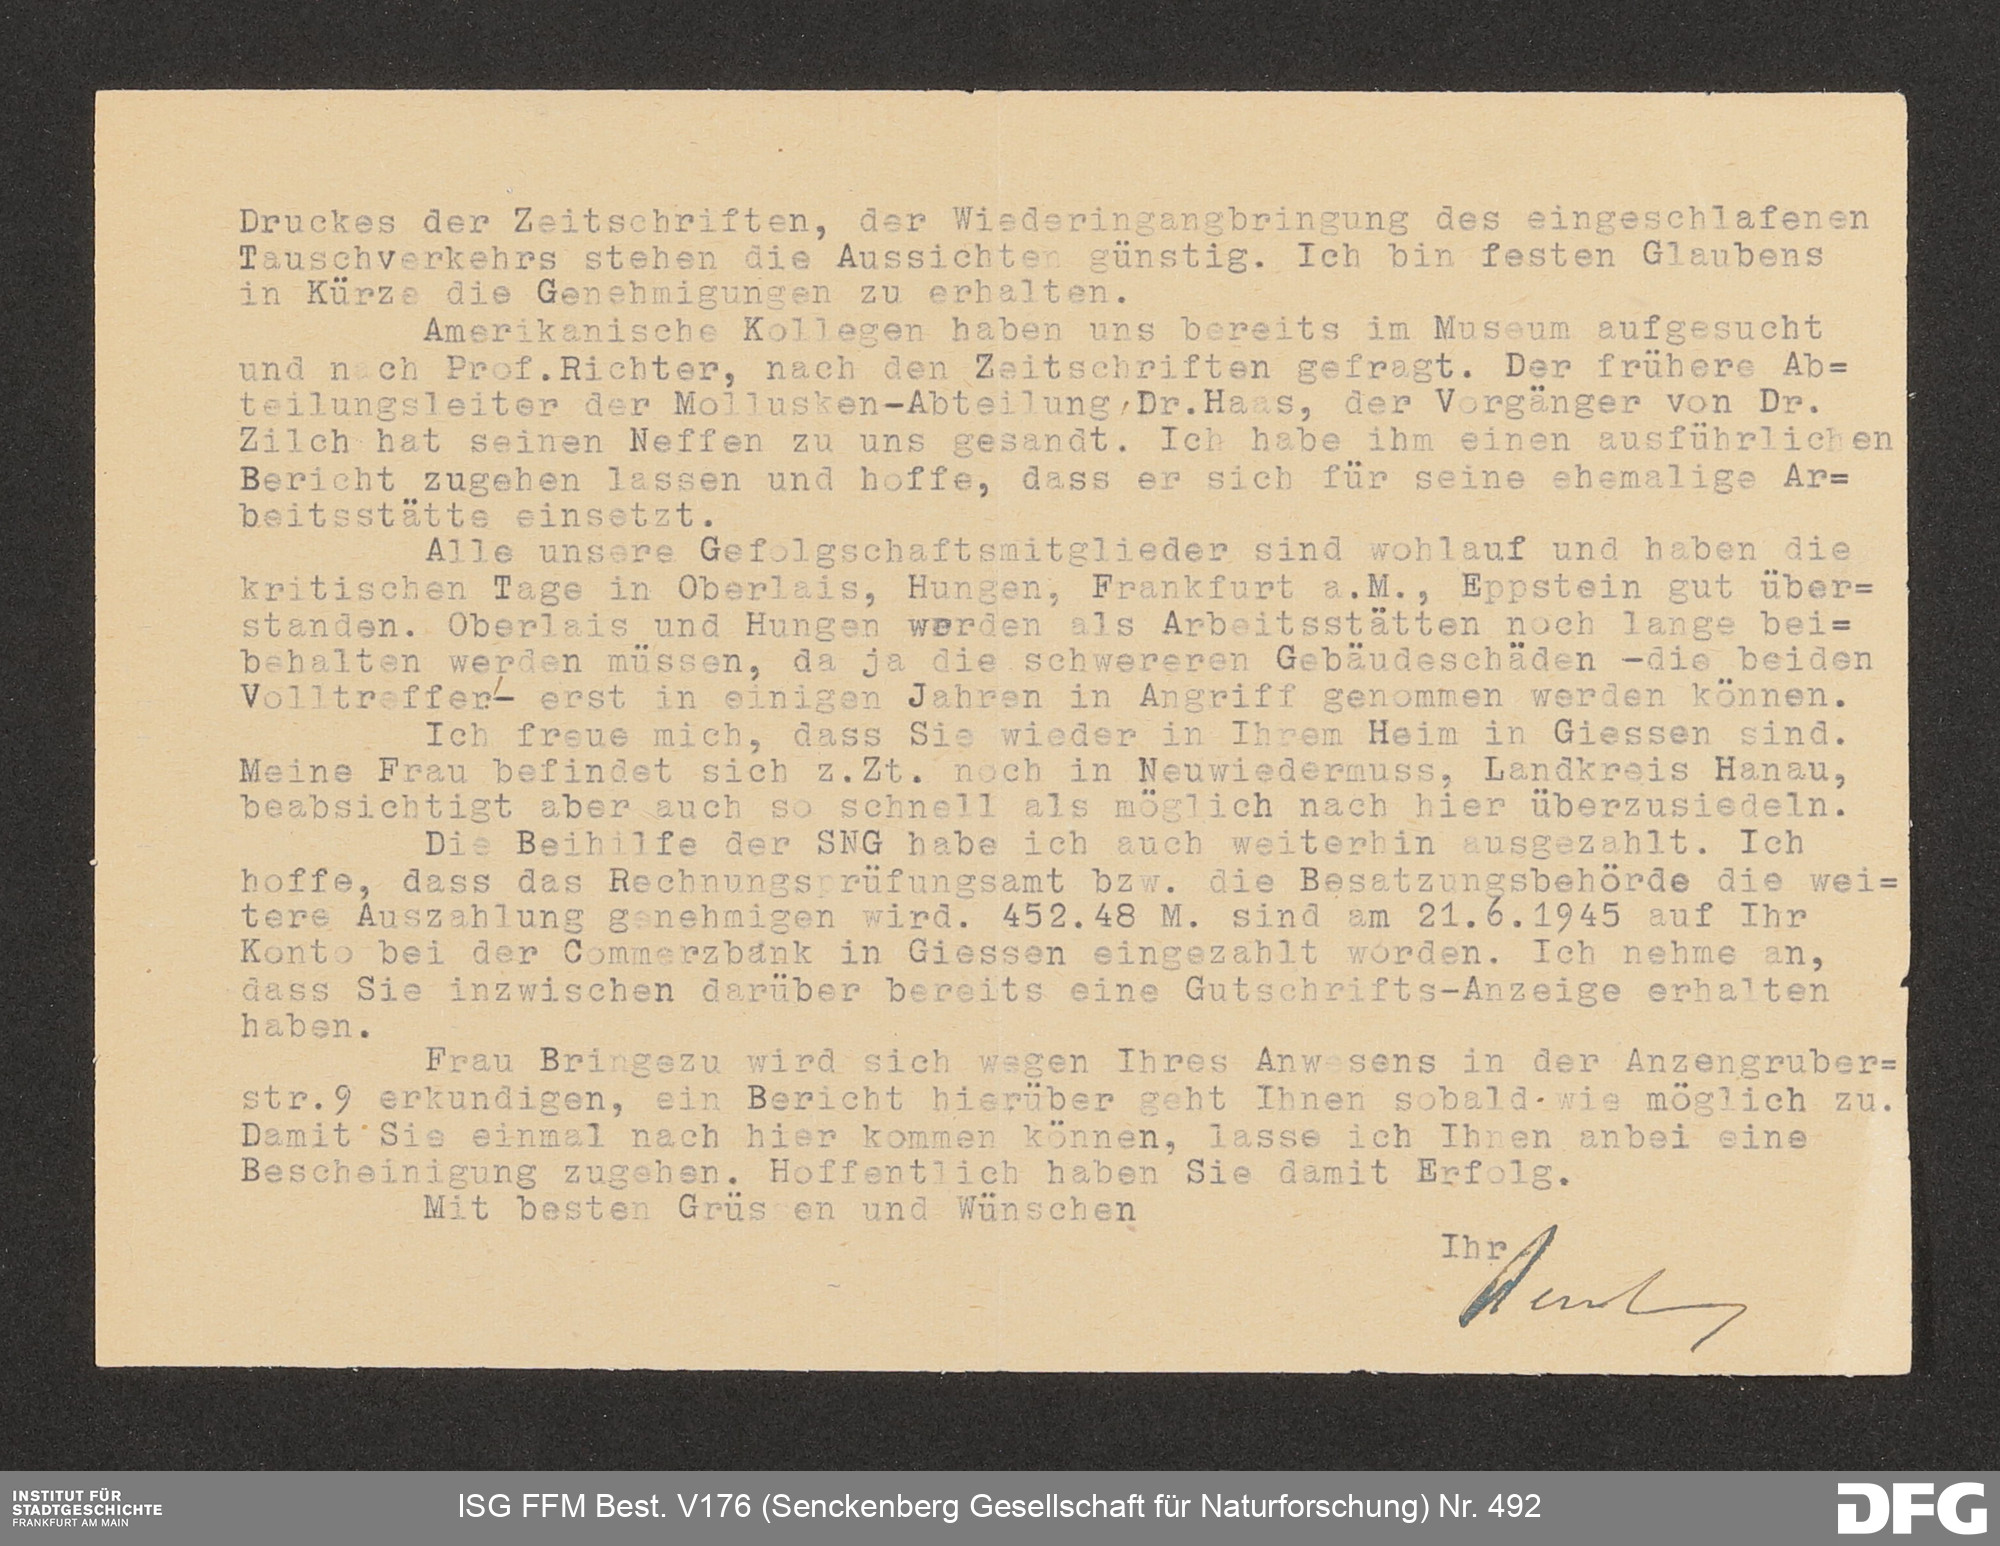 Druckes der Zeitschriften, der Wiederingangbringung des eingeschlafenen
Tauschverkehrs stehen die Aussichten günstig. Ich bin festen Glaubens
in Kürze die Genehmigungen zu erhalten.
Amerikanische Kollegen haben uns bereits im Museum aufgesucht
und nach Prof.Richter, nach den Zeitschriften gefragt. Der frühere Ab=
teilungsleiter der Mollusken-Abteilung,Dr.Haas, der Vorgänger von Dr.
Zilch hat seinen Neffen zu uns gesandt. Ich habe ihm einen ausführlichen
Bericht zugehen lassen und hoffe, dass er sich für seine ehemalige Ar=
beitsstätte einsetzt.
Alle unsere Gefolgschaftsmitglieder sind wohlauf und haben die
kritischen Tage in Oberlais, Hungen, Frankfurt a.M., Eppstein gut über=
standen. Oberlais und Hungen werden als Arbeitsstätten noch lange bei=
behalten werden müssen, da ja die schwereren Gebäudeschäden -die beiden
Volltreffer!- erst in einigen Jahren in Angriff genommen werden können.
Ich freue mich, dass Sie wieder in Ihrem Heim in Giessen sind.
Meine Frau befindet sich z.Zt. noch in Neuwiedermuss, Landkreis Hanau,
beabsichtigt aber auch so schnell als möglich nach hier überzusiedeln.
Die Beihilfe der SNG habe ich auch weiterhin ausgezahlt. Ich
hoffe, dass das Rechnungsprüfungsamt bzw. die Besatzungsbehörde die wei=
tere Auszahlung genehmigen wird. 452.48 M. sind am 21.6.1945 auf Ihr
Konto bei der Commerzbank in Giessen eingezahlt worden. Ich nehme an,
dass Sie inzwischen darüber bereits eine Gutschrifts-Anzeige erhalten
haben.
Frau Bringezu wird sich wegen Ihres Anwesens in der Anzengruber=
str.9 erkundigen, ein Bericht hierüber geht Ihnen sobald wie möglich zu.
Damit Sie einmal nach hier kommen können, lasse ich Ihnen anbei eine
Bescheinigung zugehen. Hoffentlich haben Sie damit Erfolg.
Mit besten Grüssen und Wünschen
Ihr
INSTITUT FÜR
STADTGESCHICHTE
FRANKFURT AM MAIN
ISG FFM Best. V176 (Senckenberg Gesellschaft für Naturforschung) Nr. 492
DFG